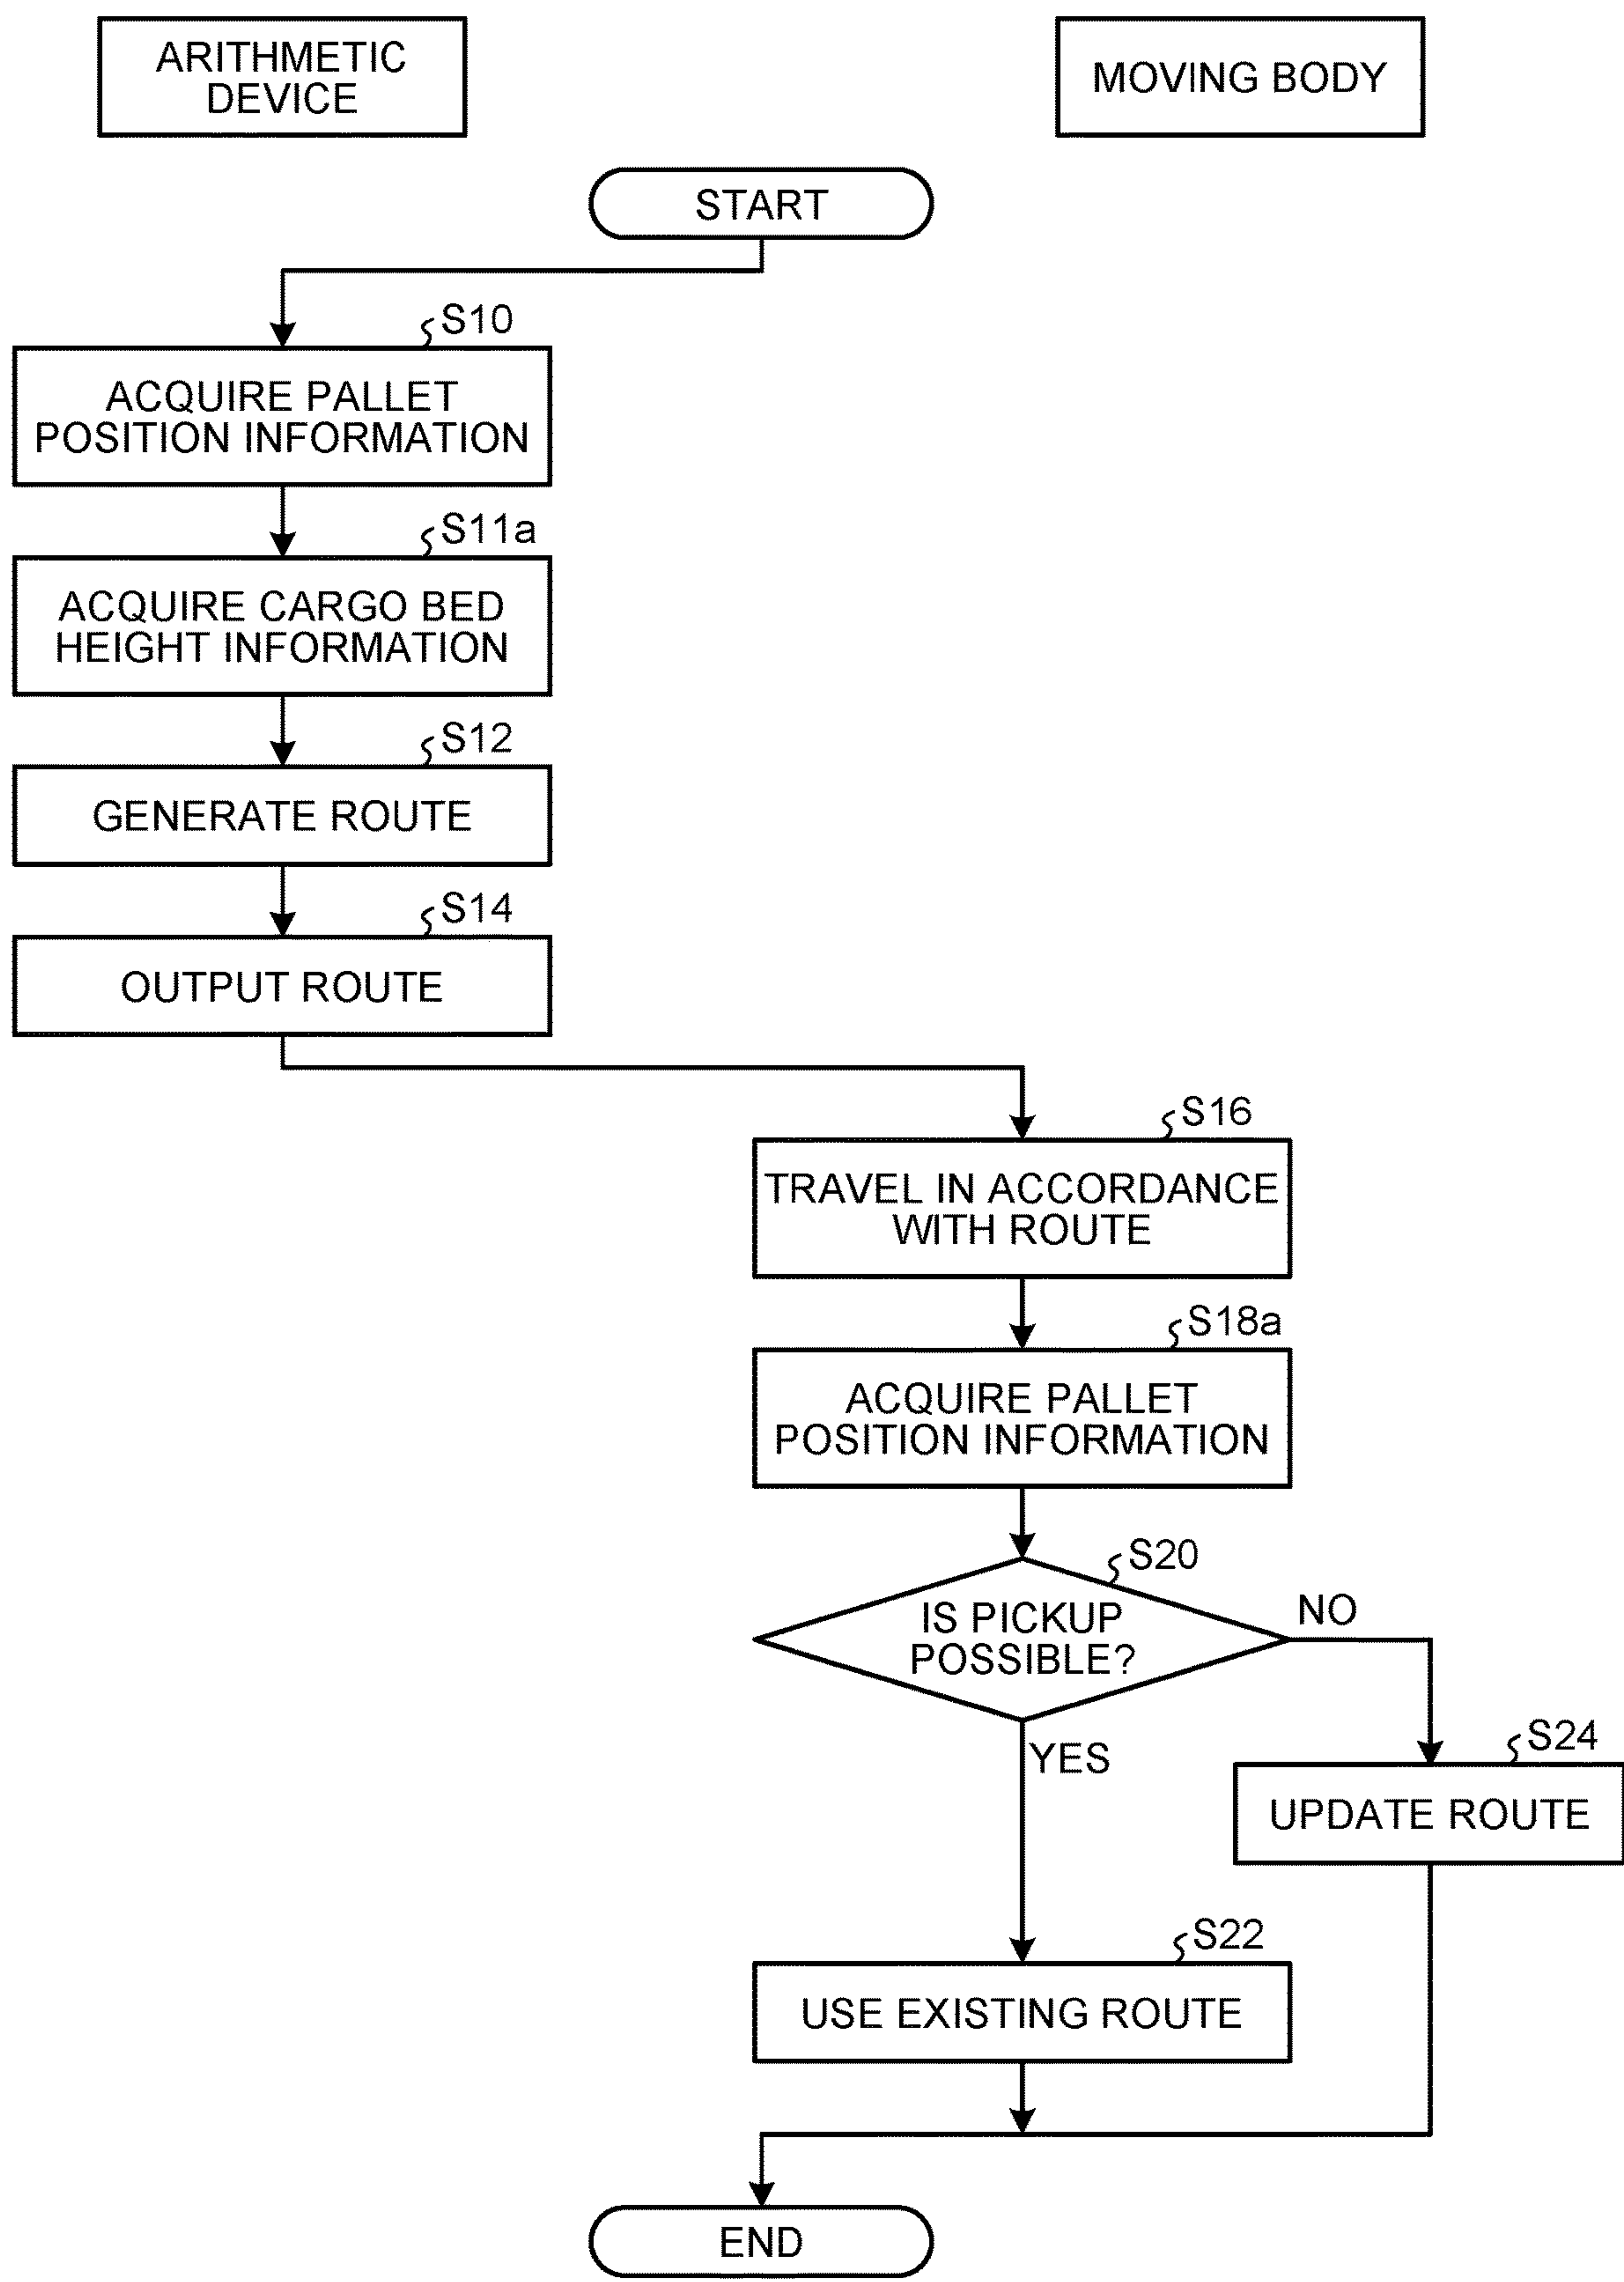 ARITHMETIC
DEVICE
MOVING BODY
START
S10
ACQUIRE PALLET
POSITION INFORMATION
S11a
ACQUIRE CARGO BED
HEIGHT INFORMATION
S12
GENERATE ROUTE
S14
OUTPUT ROUTE
S16
TRAVEL IN ACCORDANCE
WITH ROUTE
S18a
ACQUIRE PALLET
POSITION INFORMATION
S20
IS PICKUP
POSSIBLE?
NO
YES
S24
UPDATE ROUTE
S22
USE EXISTING ROUTE
END